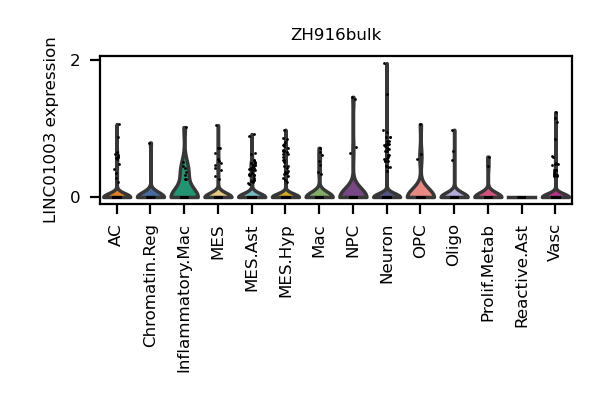 ZH916bulk
LINC01003 expression
2
0
AC
Chromatin.Reg
Inflammatory.Mac
MES
MES.Ast
MES.Hyp
Mac
NPC
Neuron
OPC
Oligo
Prolif.Metab
Reactive.Ast
Vasc